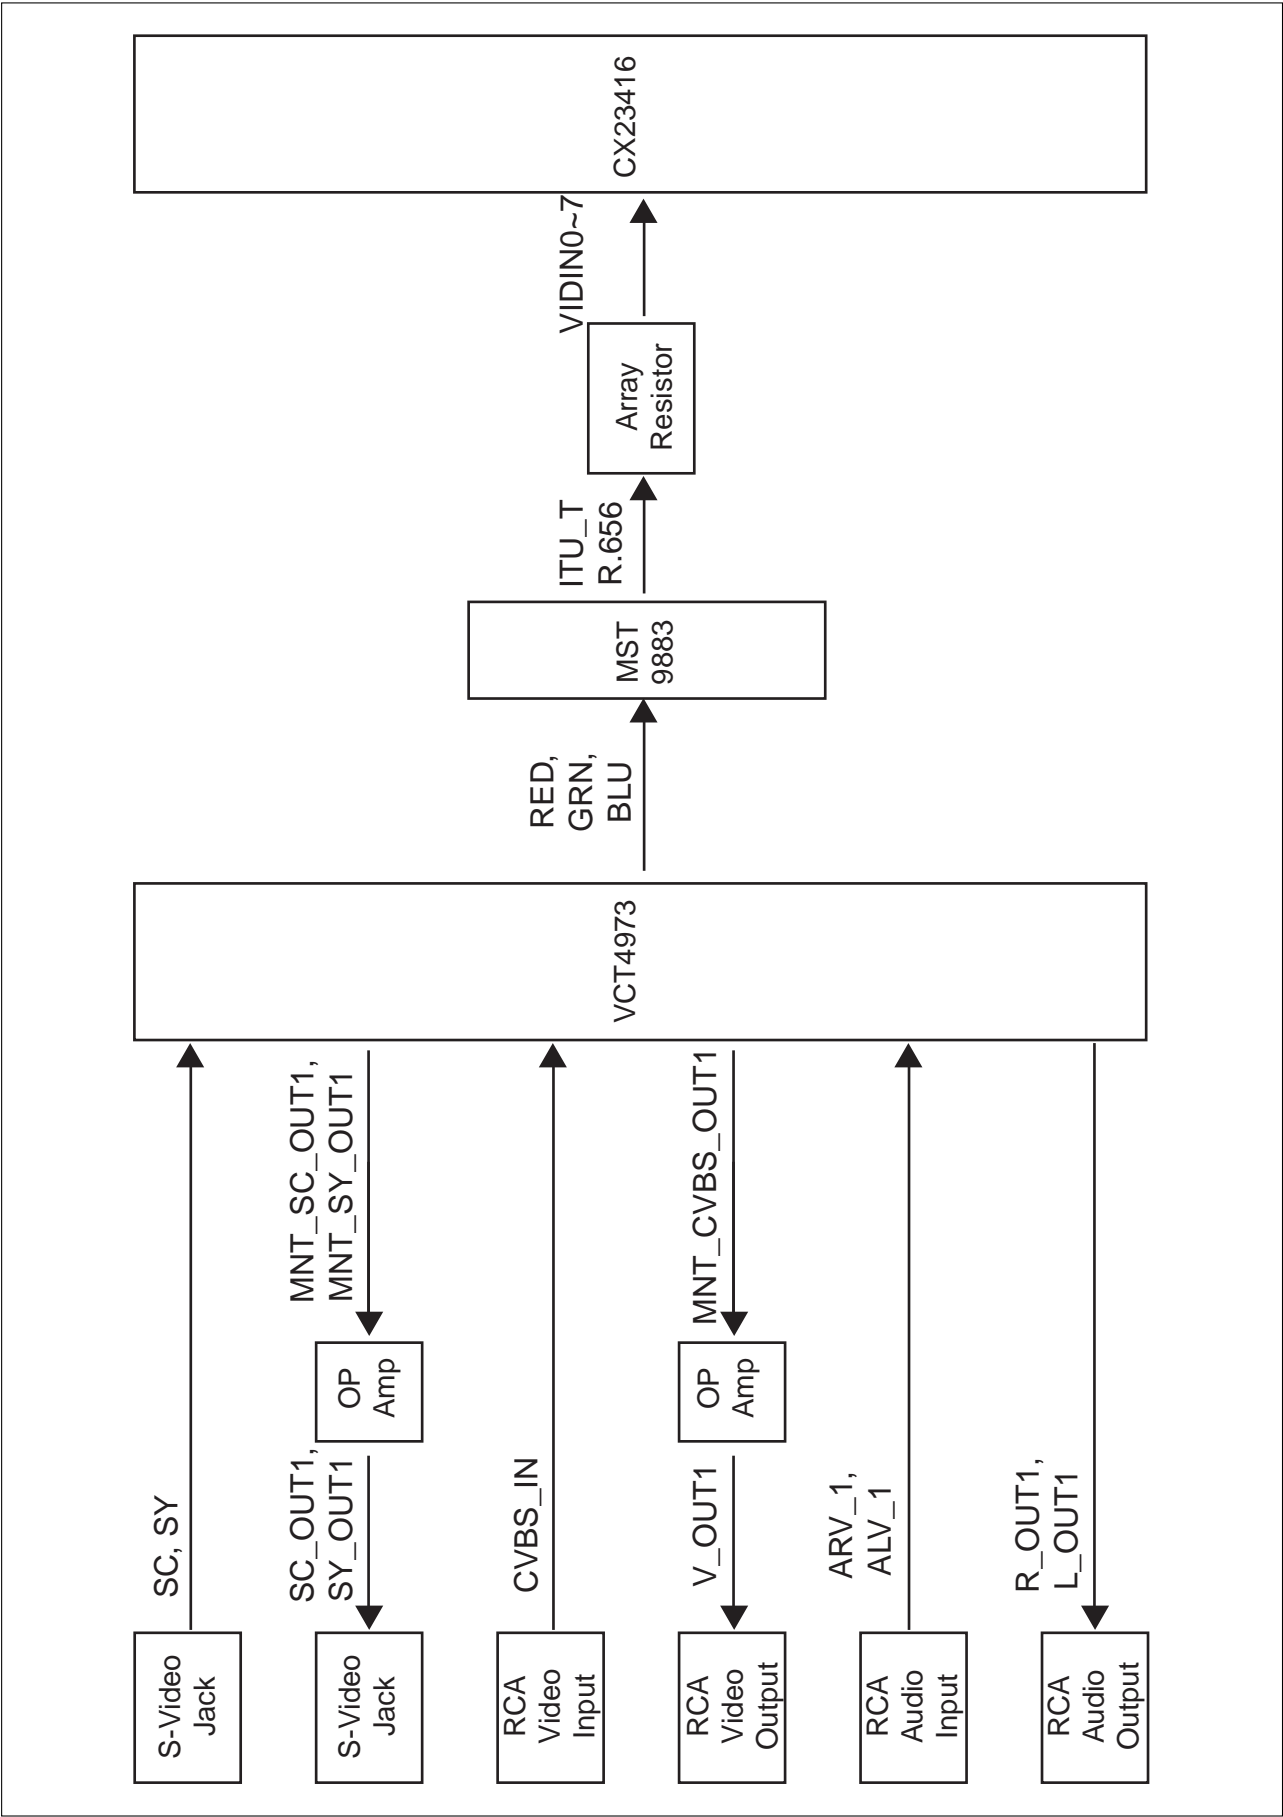 S-Video
Jack
SC, SY
S-Video
Jack
SC_OUT1,
SY_OUT1
OP
Amp
MNT_SC_OUT1,
MNT_SY_OUT1
RCA
Video
Input
CVBS_IN
RCA
Video
Output
V_OUT1
OP
Amp
MNT_CVBS_OUT1
RCA
Audio
Input
ARV_1,
ALV_1
RCA
Audio
Output
R_OUT1,
L_OUT1
VCT4973
RED,
GRN,
BLU
MST
9883
ITU_T
R.656
Array
Resistor
VIDIN0~7
CX23416